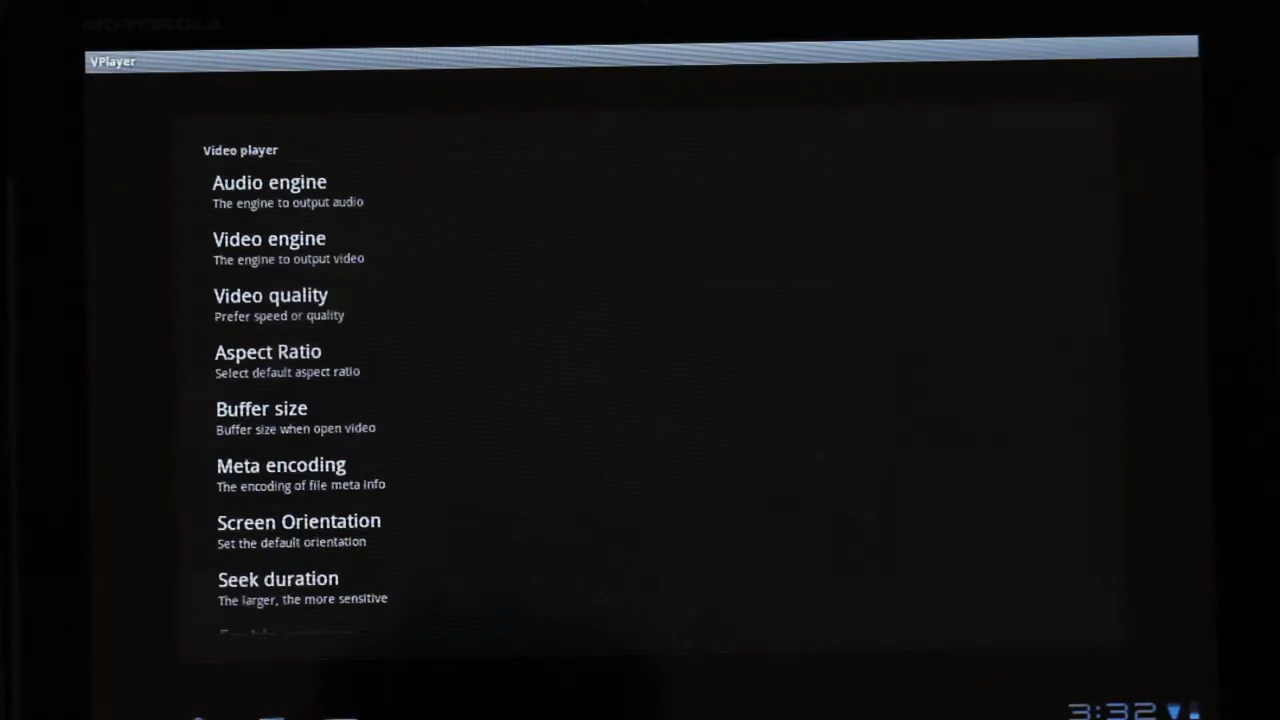 MOTOROLA
VPlayer
Video player
Audio engine
The engine to output audio
Video engine
The engine to output video
Video quality
Prefer speed or quality
Aspect Ratio
Select default aspect ratio
Buffer size
Buffer size when open video
Meta encoding
The encoding of file meta info
Screen Orientation
Set the default orientation
Seek duration
The larger, the more sensitive
3:32